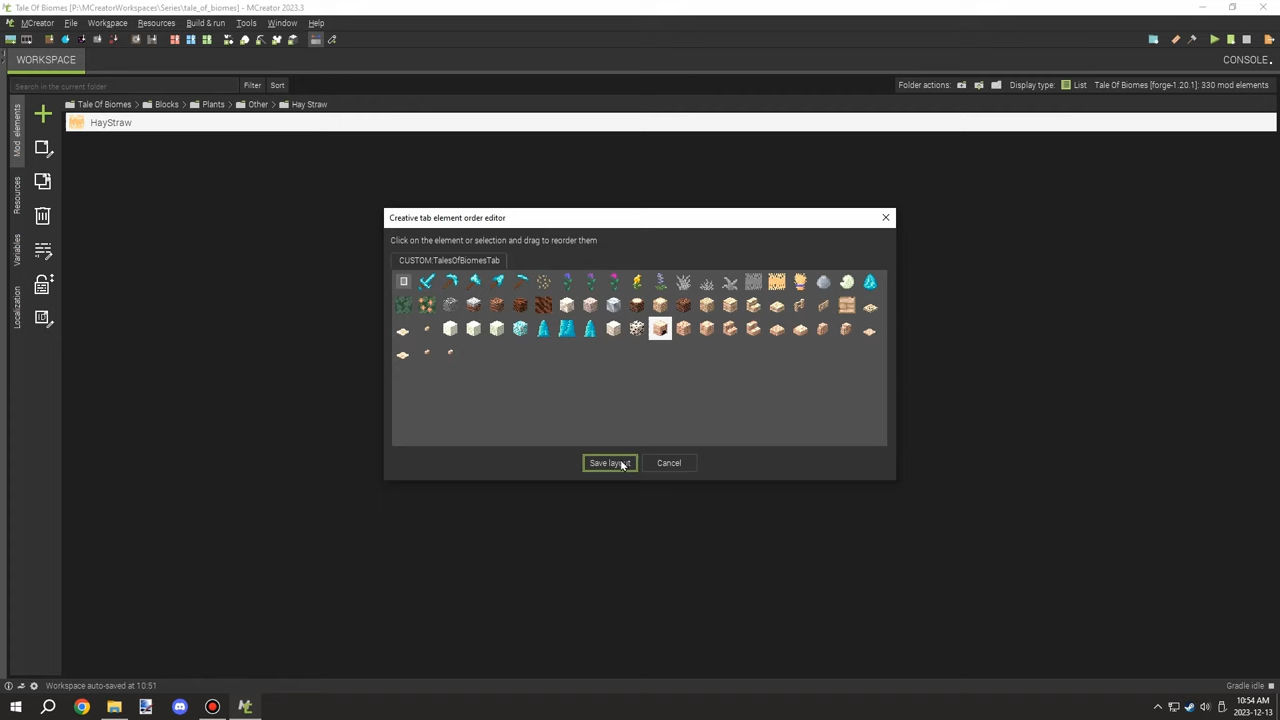 Tale Of Biomes [P:\MCreatorWorkspaces\Series\tale_of_biomes] - MCreator 2023.3
MCreator File Workspace Resources Build & run Tools Window Help
WORKSPACE
CONSOLE
Search in the current folder
Filter
Sort
Folder actions:
Display type: List
Tale Of Biomes [forge-1.20.1]: 330 mod elements
Tale Of Biomes > Blocks > Plants > Other > Hay Straw
HayStraw
Mod elements
Resources
Variables
Localization
Creative tab element order editor
Click on the element or selection and drag to reorder them
CUSTOM:TalesOfBiomesTab
Save layout
Cancel
Workspace auto-saved at 10:51
Gradle idle
10:54 AM
2023-12-13